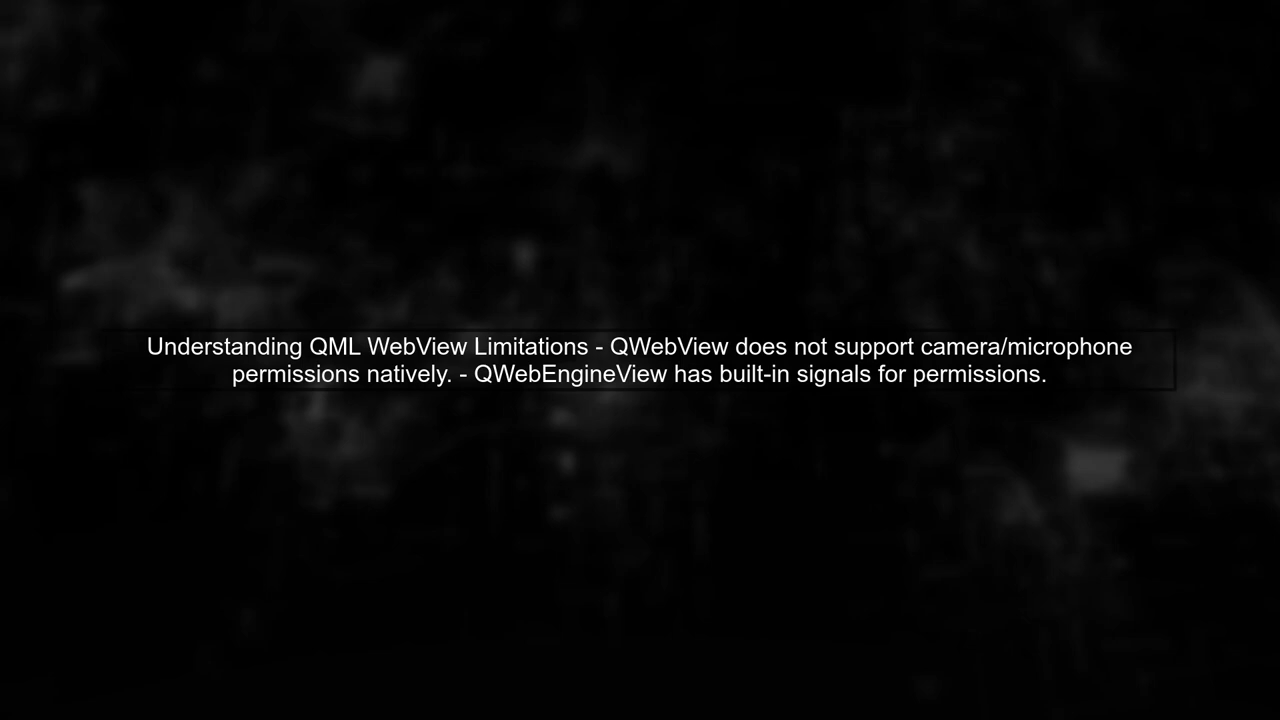 Understanding QML WebView Limitations - QWebView does not support camera/microphone
permissions natively. - QWebEngineView has built-in signals for permissions.